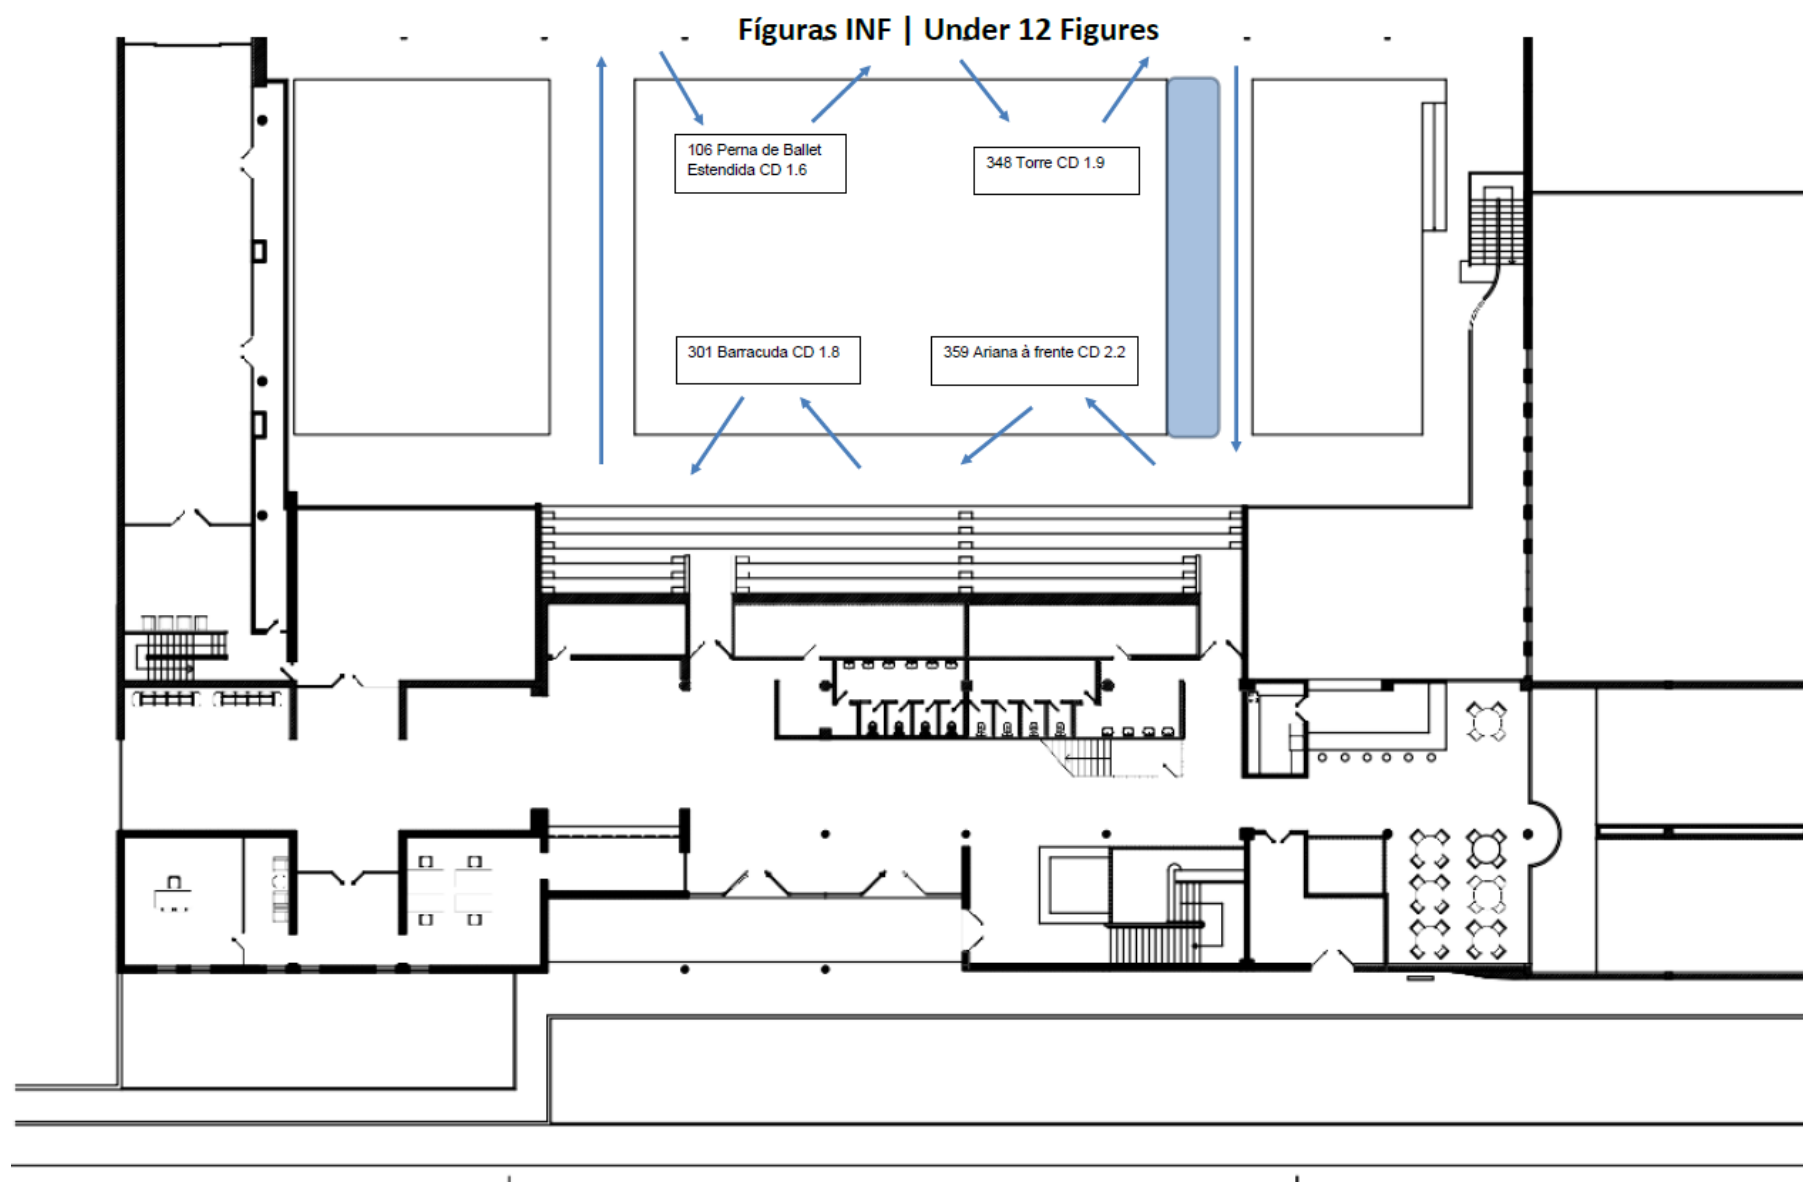 Fíguras INF | Under 12 Figures
106 Perna de Ballet
Estendida CD 1.6
348 Torre CD 1.9
301 Barracuda CD 1.8
359 Ariana à frente CD 2.2